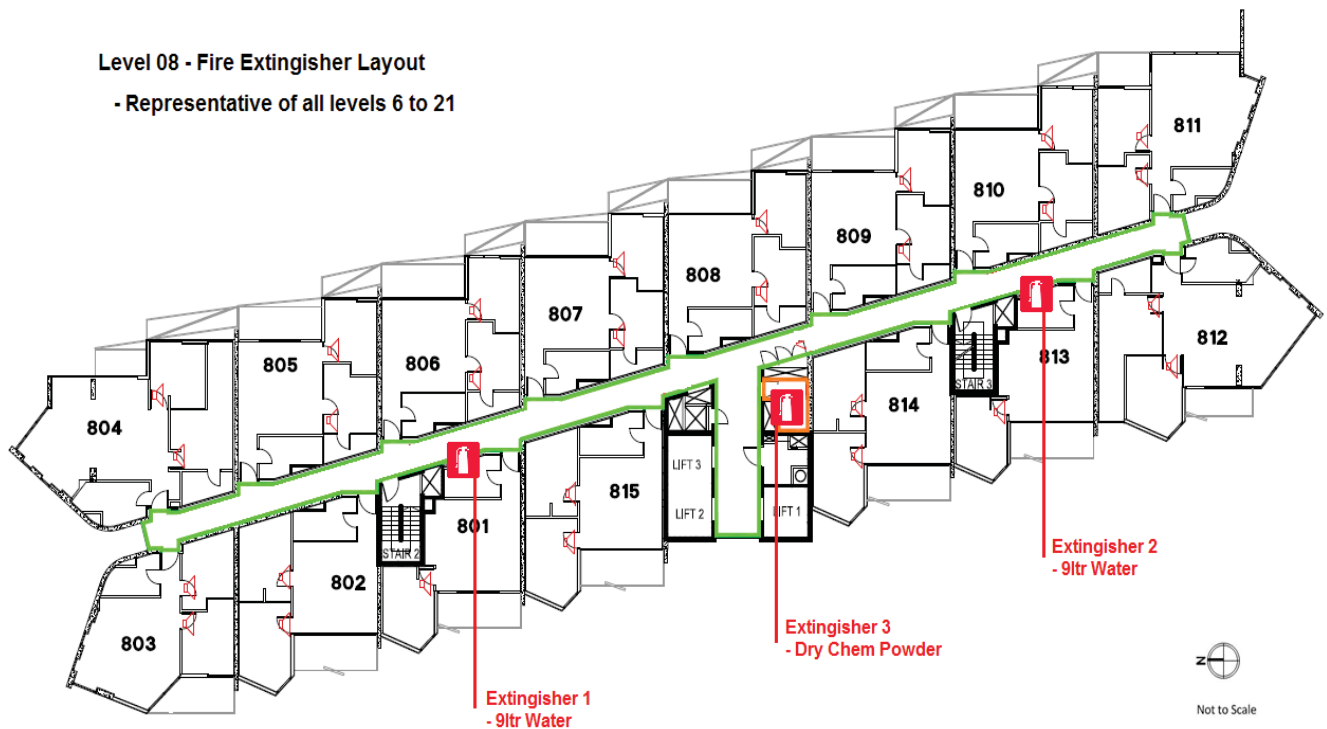 Level 08 - Fire Extingisher Layout
- Representative of all levels 6 to 21
811
810
809
808
807
806
805
804
812
813
814
815
801
802
803
STAIR 3
STAIR 2
LIFT 3
LIFT 2
LIFT 1
Extingisher 2
- 9ltr Water
Extingisher 3
- Dry Chem Powder
Extingisher 1
- 9ltr Water
N
Not to Scale